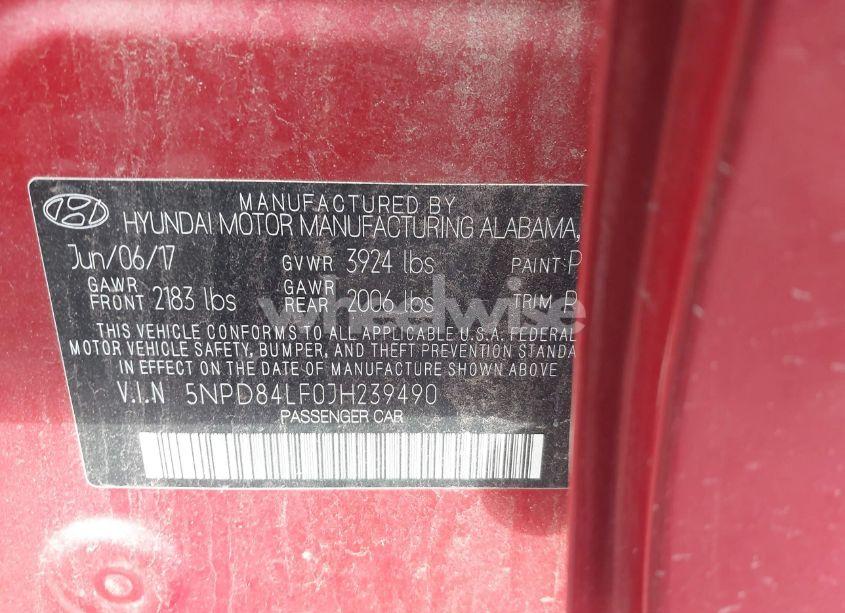 MANUFACTURED BY
HYUNDAI MOTOR MANUFACTURING ALABAMA,
Jun/06/17 GVWR 3924 lbs PAINT:P
GAWR FRONT 2183 lbs GAWR REAR 2006 lbs TRIM
THIS VEHICLE CONFORMS TO ALL APPLICABLE U.S.A. FEDERAL
MOTOR VEHICLE SAFETY, BUMPER, AND THEFT PREVENTION STANDA
IN EFFECT ON THE DATE OF MANUFACTURE SHOWN ABOVE
V.I.N 5NPD84LF0JH239490
PASSENGER CAR
wheelwise